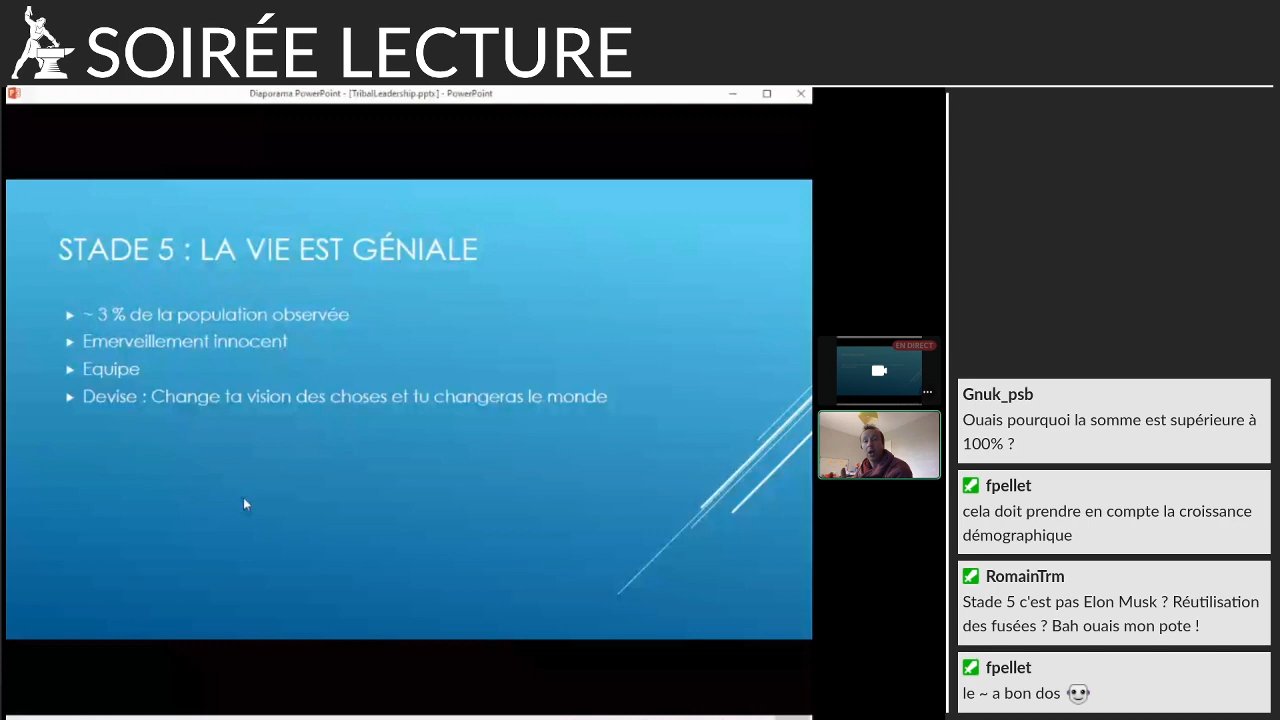 SOIRÉE LECTURE
Diaporama PowerPoint - [TribalLeadership.pptx] - PowerPoint
STADE 5 : LA VIE EST GÉNIALE
~ 3 % de la population observée
Emerveillement innocent
Equipe
Devise : Change ta vision des choses et tu changeras le monde
EN DIRECT
Gnuk_psb
Ouais pourquoi la somme est supérieure à
100% ?
fpellet
cela doit prendre en compte la croissance
démographique
RomainTrm
Stade 5 c'est pas Elon Musk ? Réutilisation
des fusées ? Bah ouais mon pote !
fpellet
le ~ a bon dos